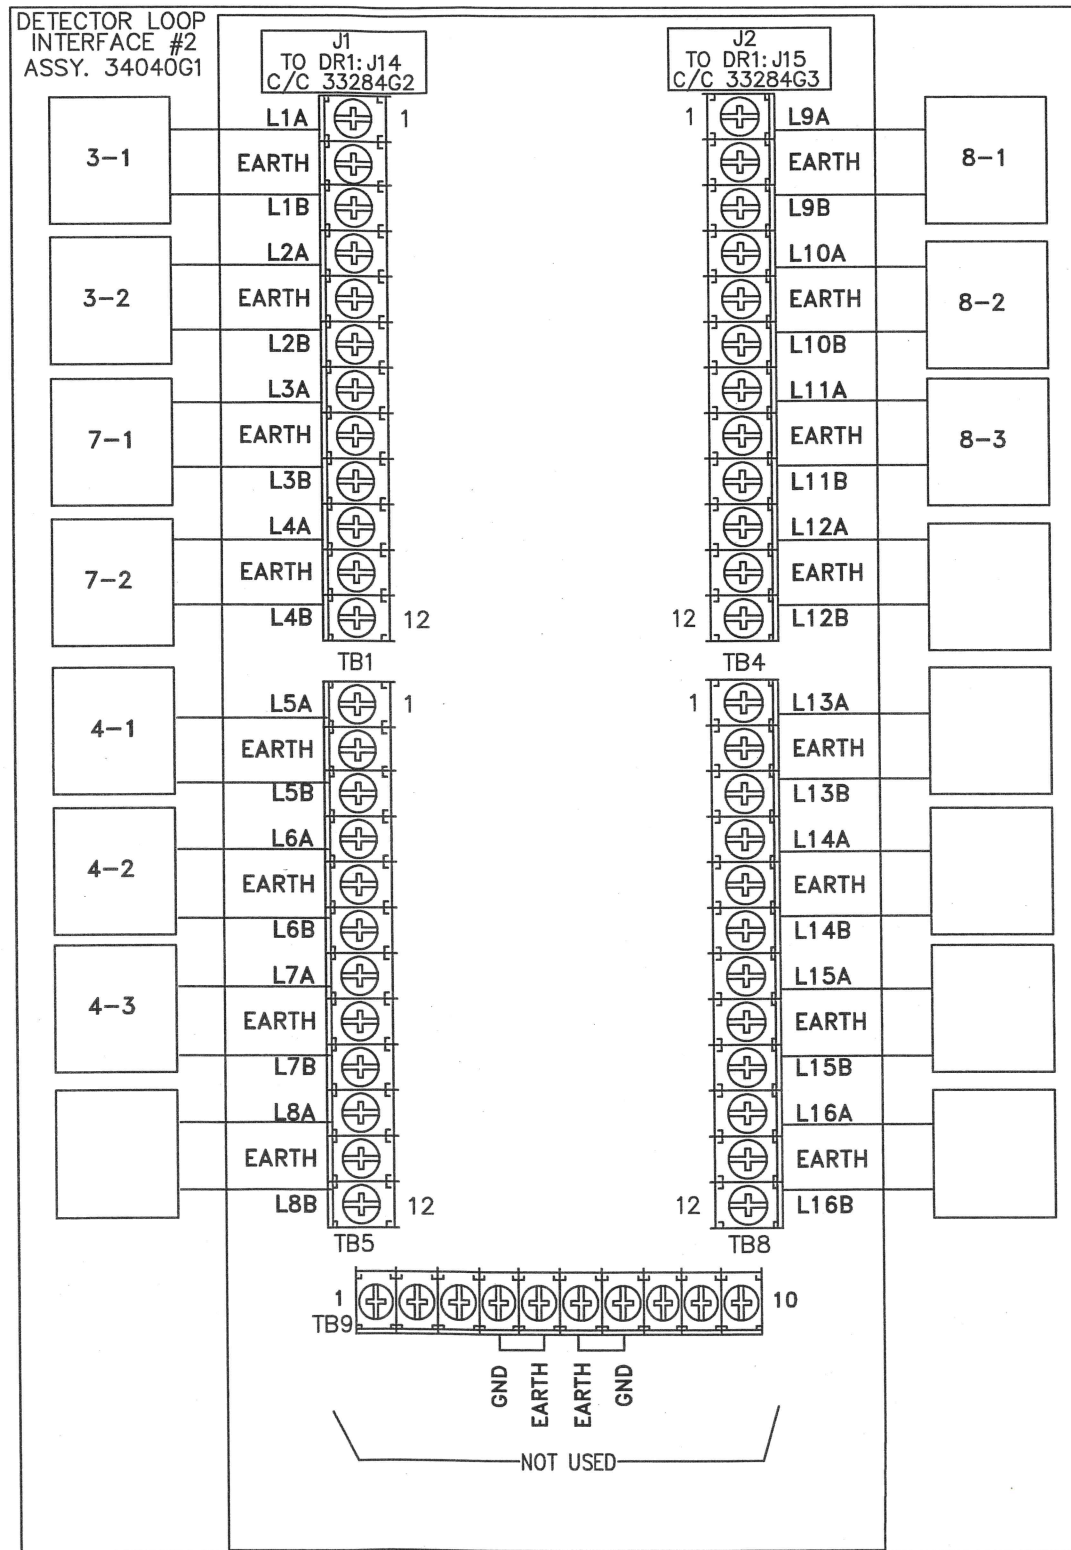 DETECTOR LOOP
INTERFACE #2
ASSY. 34040G1
J1
TO DR1:J14
C/C 33284G2
J2
TO DR1:J15
C/C 33284G3
3-1
L1A
1
EARTH
L1B
3-2
L2A
EARTH
L2B
7-1
L3A
EARTH
L3B
7-2
L4A
EARTH
L4B
12
TB1
4-1
L5A
1
EARTH
L5B
4-2
L6A
EARTH
L6B
4-3
L7A
EARTH
L7B
L8A
EARTH
L8B
12
TB5
1
L9A
8-1
EARTH
L9B
L10A
8-2
EARTH
L10B
L11A
8-3
EARTH
L11B
L12A
EARTH
12
L12B
TB4
1
L13A
EARTH
L13B
L14A
EARTH
L14B
L15A
EARTH
L15B
L16A
EARTH
12
L16B
TB8
1
10
TB9
GND
EARTH
EARTH
GND
NOT USED